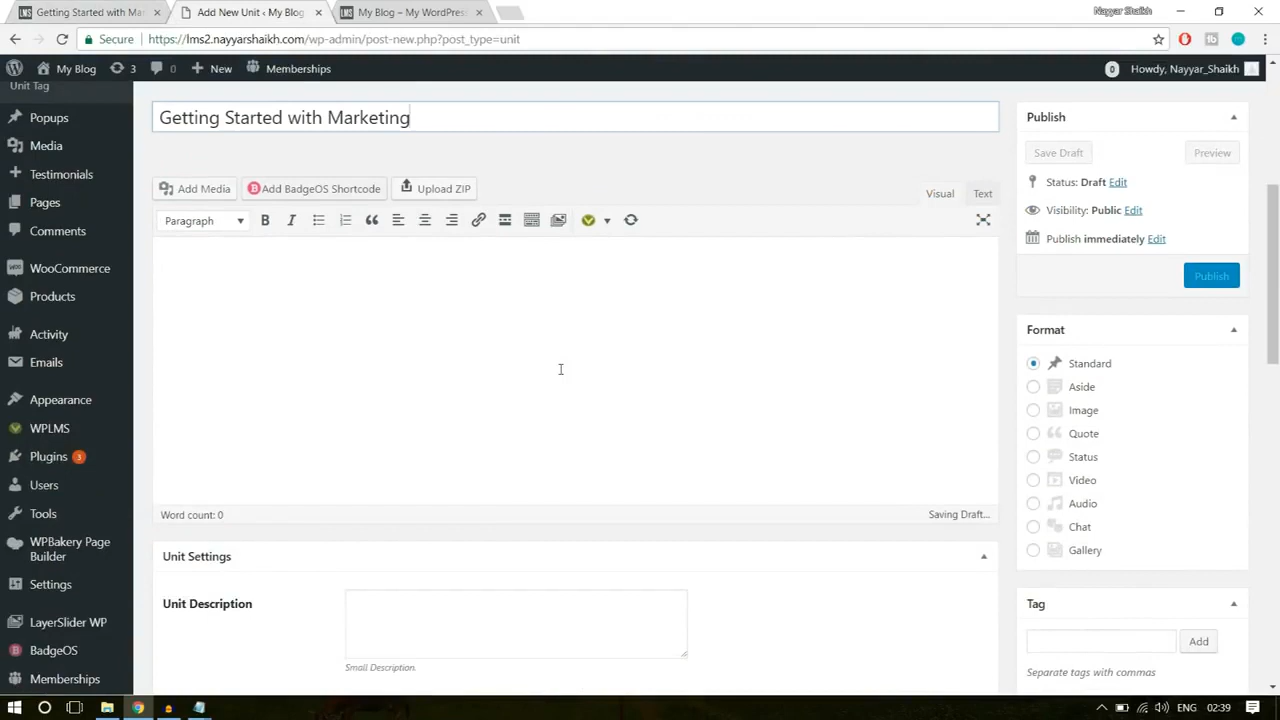 Getting Started with Mar
Add New Unit ‹ My Blog
My Blog – My WordPress
Nayyar Shaikh
Secure
https://lms2.nayyarshaikh.com/wp-admin/post-new.php?post_type=unit
My Blog
3
0
New
Memberships
0
Howdy, Nayyar_Shaikh
Unit Tag
Popups
Media
Testimonials
Pages
Comments
WooCommerce
Products
Activity
Emails
Appearance
WPLMS
Plugins 3
Users
Tools
WPBakery Page
Builder
Settings
LayerSlider WP
BadgeOS
Memberships
Getting Started with Marketing
Add Media
Add BadgeOS Shortcode
Upload ZIP
Visual
Text
Paragraph
Word count: 0
Saving Draft...
Unit Settings
Unit Description
Small Description.
Publish
Save Draft
Preview
Status: Draft Edit
Visibility: Public Edit
Publish immediately Edit
Publish
Format
Standard
Aside
Image
Quote
Status
Video
Audio
Chat
Gallery
Tag
Add
Separate tags with commas
ENG
02:39